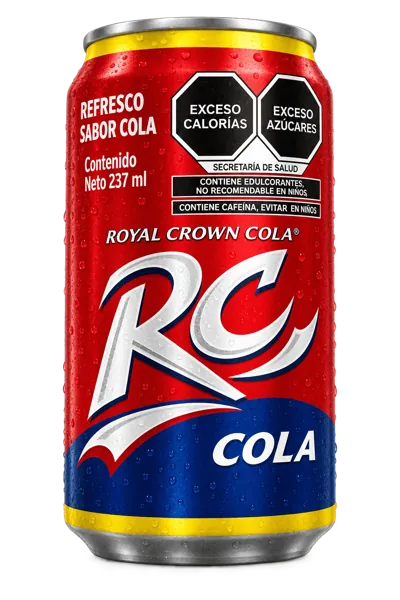 REFRESCO
SABOR COLA
Contenido
Neto 237 ml
EXCESO
CALORÍAS
EXCESO
AZÚCARES
SECRETARÍA DE SALUD
CONTIENE EDULCORANTES,
NO RECOMENDABLE EN NIÑOS
CONTIENE CAFEÍNA, EVITAR EN NIÑOS
ROYAL CROWN COLA®
RC
COLA